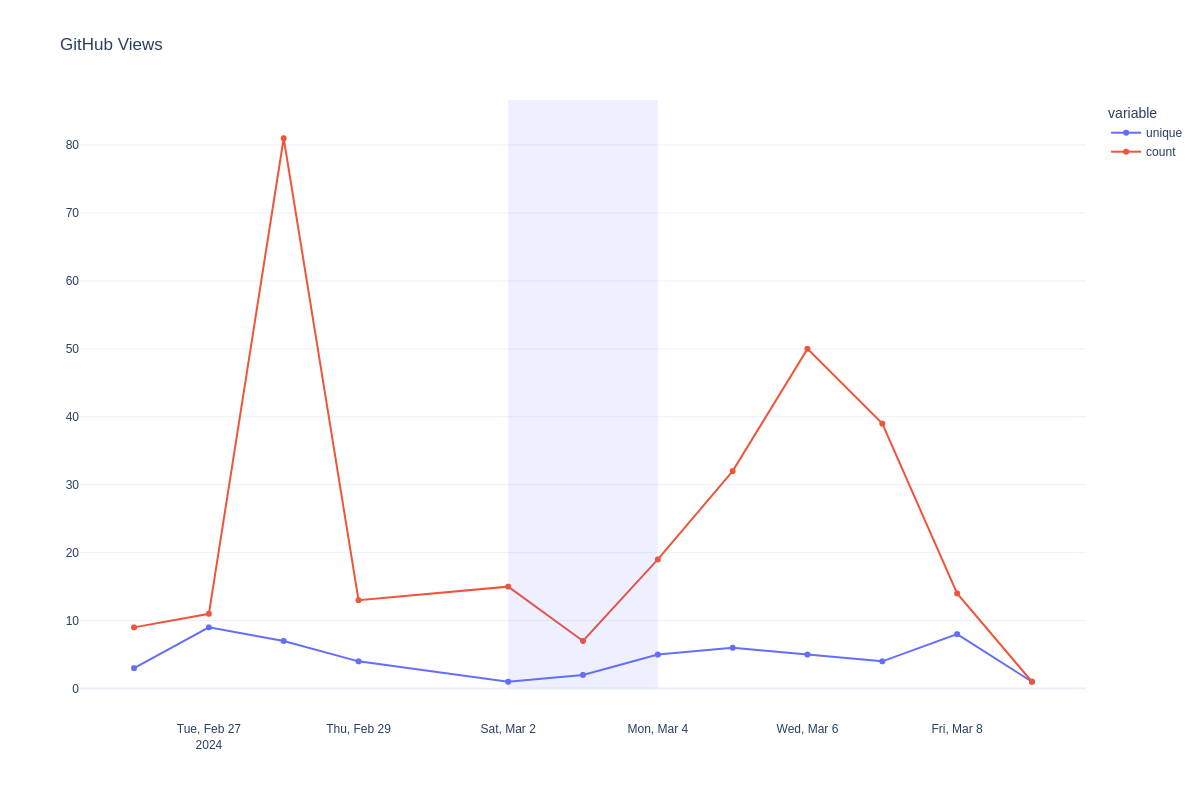 GitHub Views
variable
unique
count
80
70
60
50
40
30
20
10
0
Tue, Feb 27
2024
Thu, Feb 29
Sat, Mar 2
Mon, Mar 4
Wed, Mar 6
Fri, Mar 8